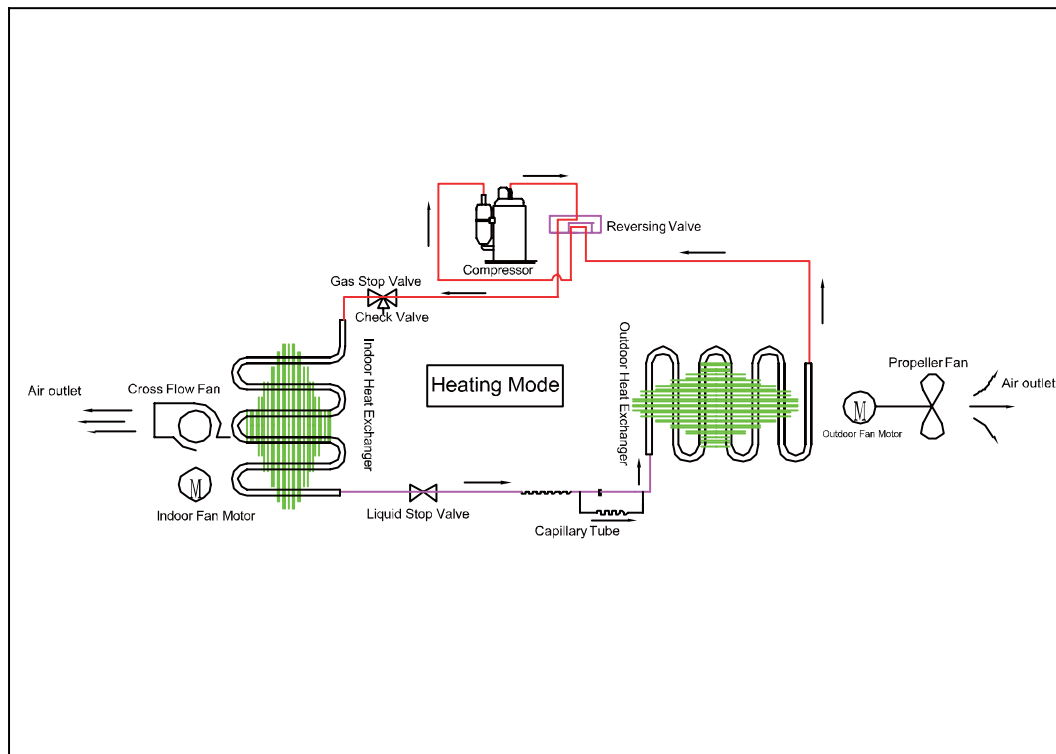 Reversing Valve
Compressor
Gas Stop Valve
Check Valve
Indoor Heat Exchanger
Heating Mode
Outdoor Heat Exchanger
Propeller Fan
Air outlet
Cross Flow Fan
Air outlet
M
Outdoor Fan Motor
M
Indoor Fan Motor
Liquid Stop Valve
Capillary Tube